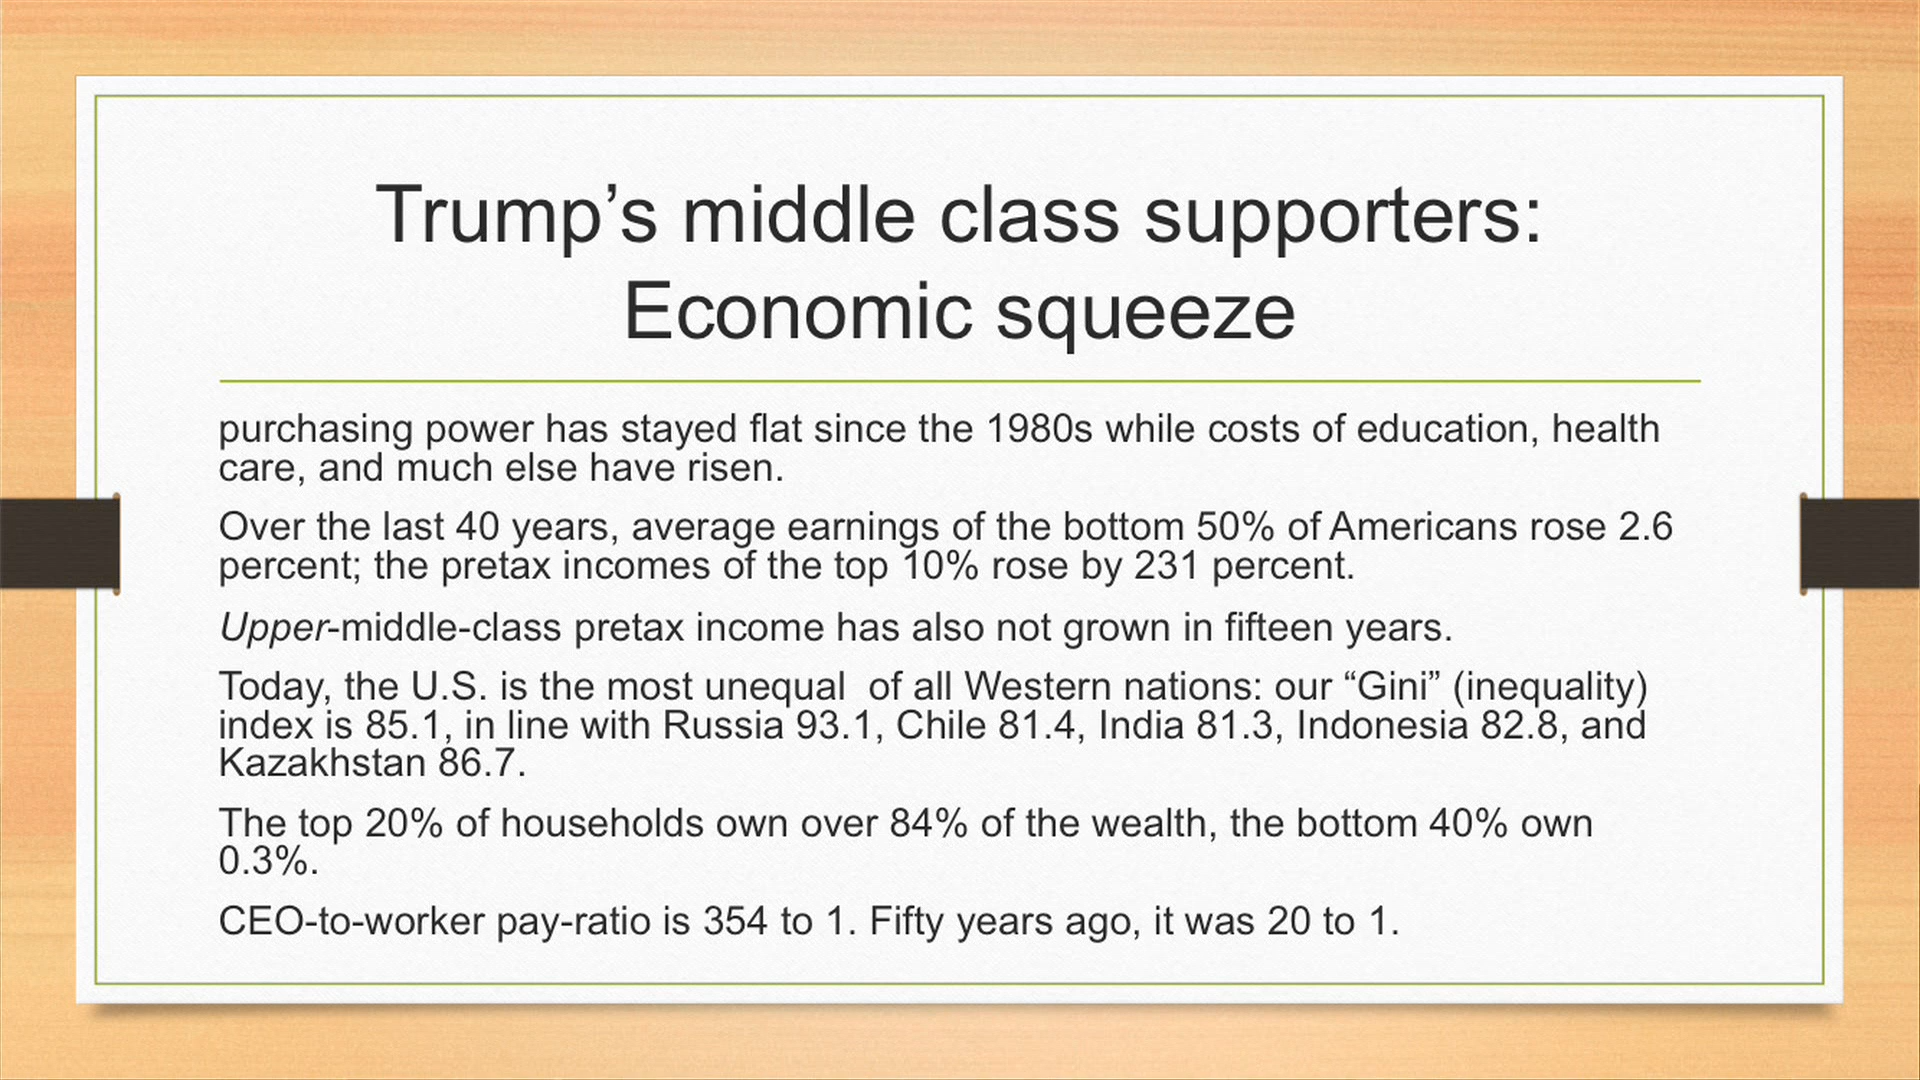 Trump’s middle class supporters:
Economic squeeze
purchasing power has stayed flat since the 1980s while costs of education, health
care, and much else have risen.
Over the last 40 years, average earnings of the bottom 50% of Americans rose 2.6
percent; the pretax incomes of the top 10% rose by 231 percent.
Upper-middle-class pretax income has also not grown in fifteen years.
Today, the U.S. is the most unequal  of all Western nations: our “Gini” (inequality)
index is 85.1, in line with Russia 93.1, Chile 81.4, India 81.3, Indonesia 82.8, and
Kazakhstan 86.7.
The top 20% of households own over 84% of the wealth, the bottom 40% own
0.3%.
CEO-to-worker pay-ratio is 354 to 1. Fifty years ago, it was 20 to 1.